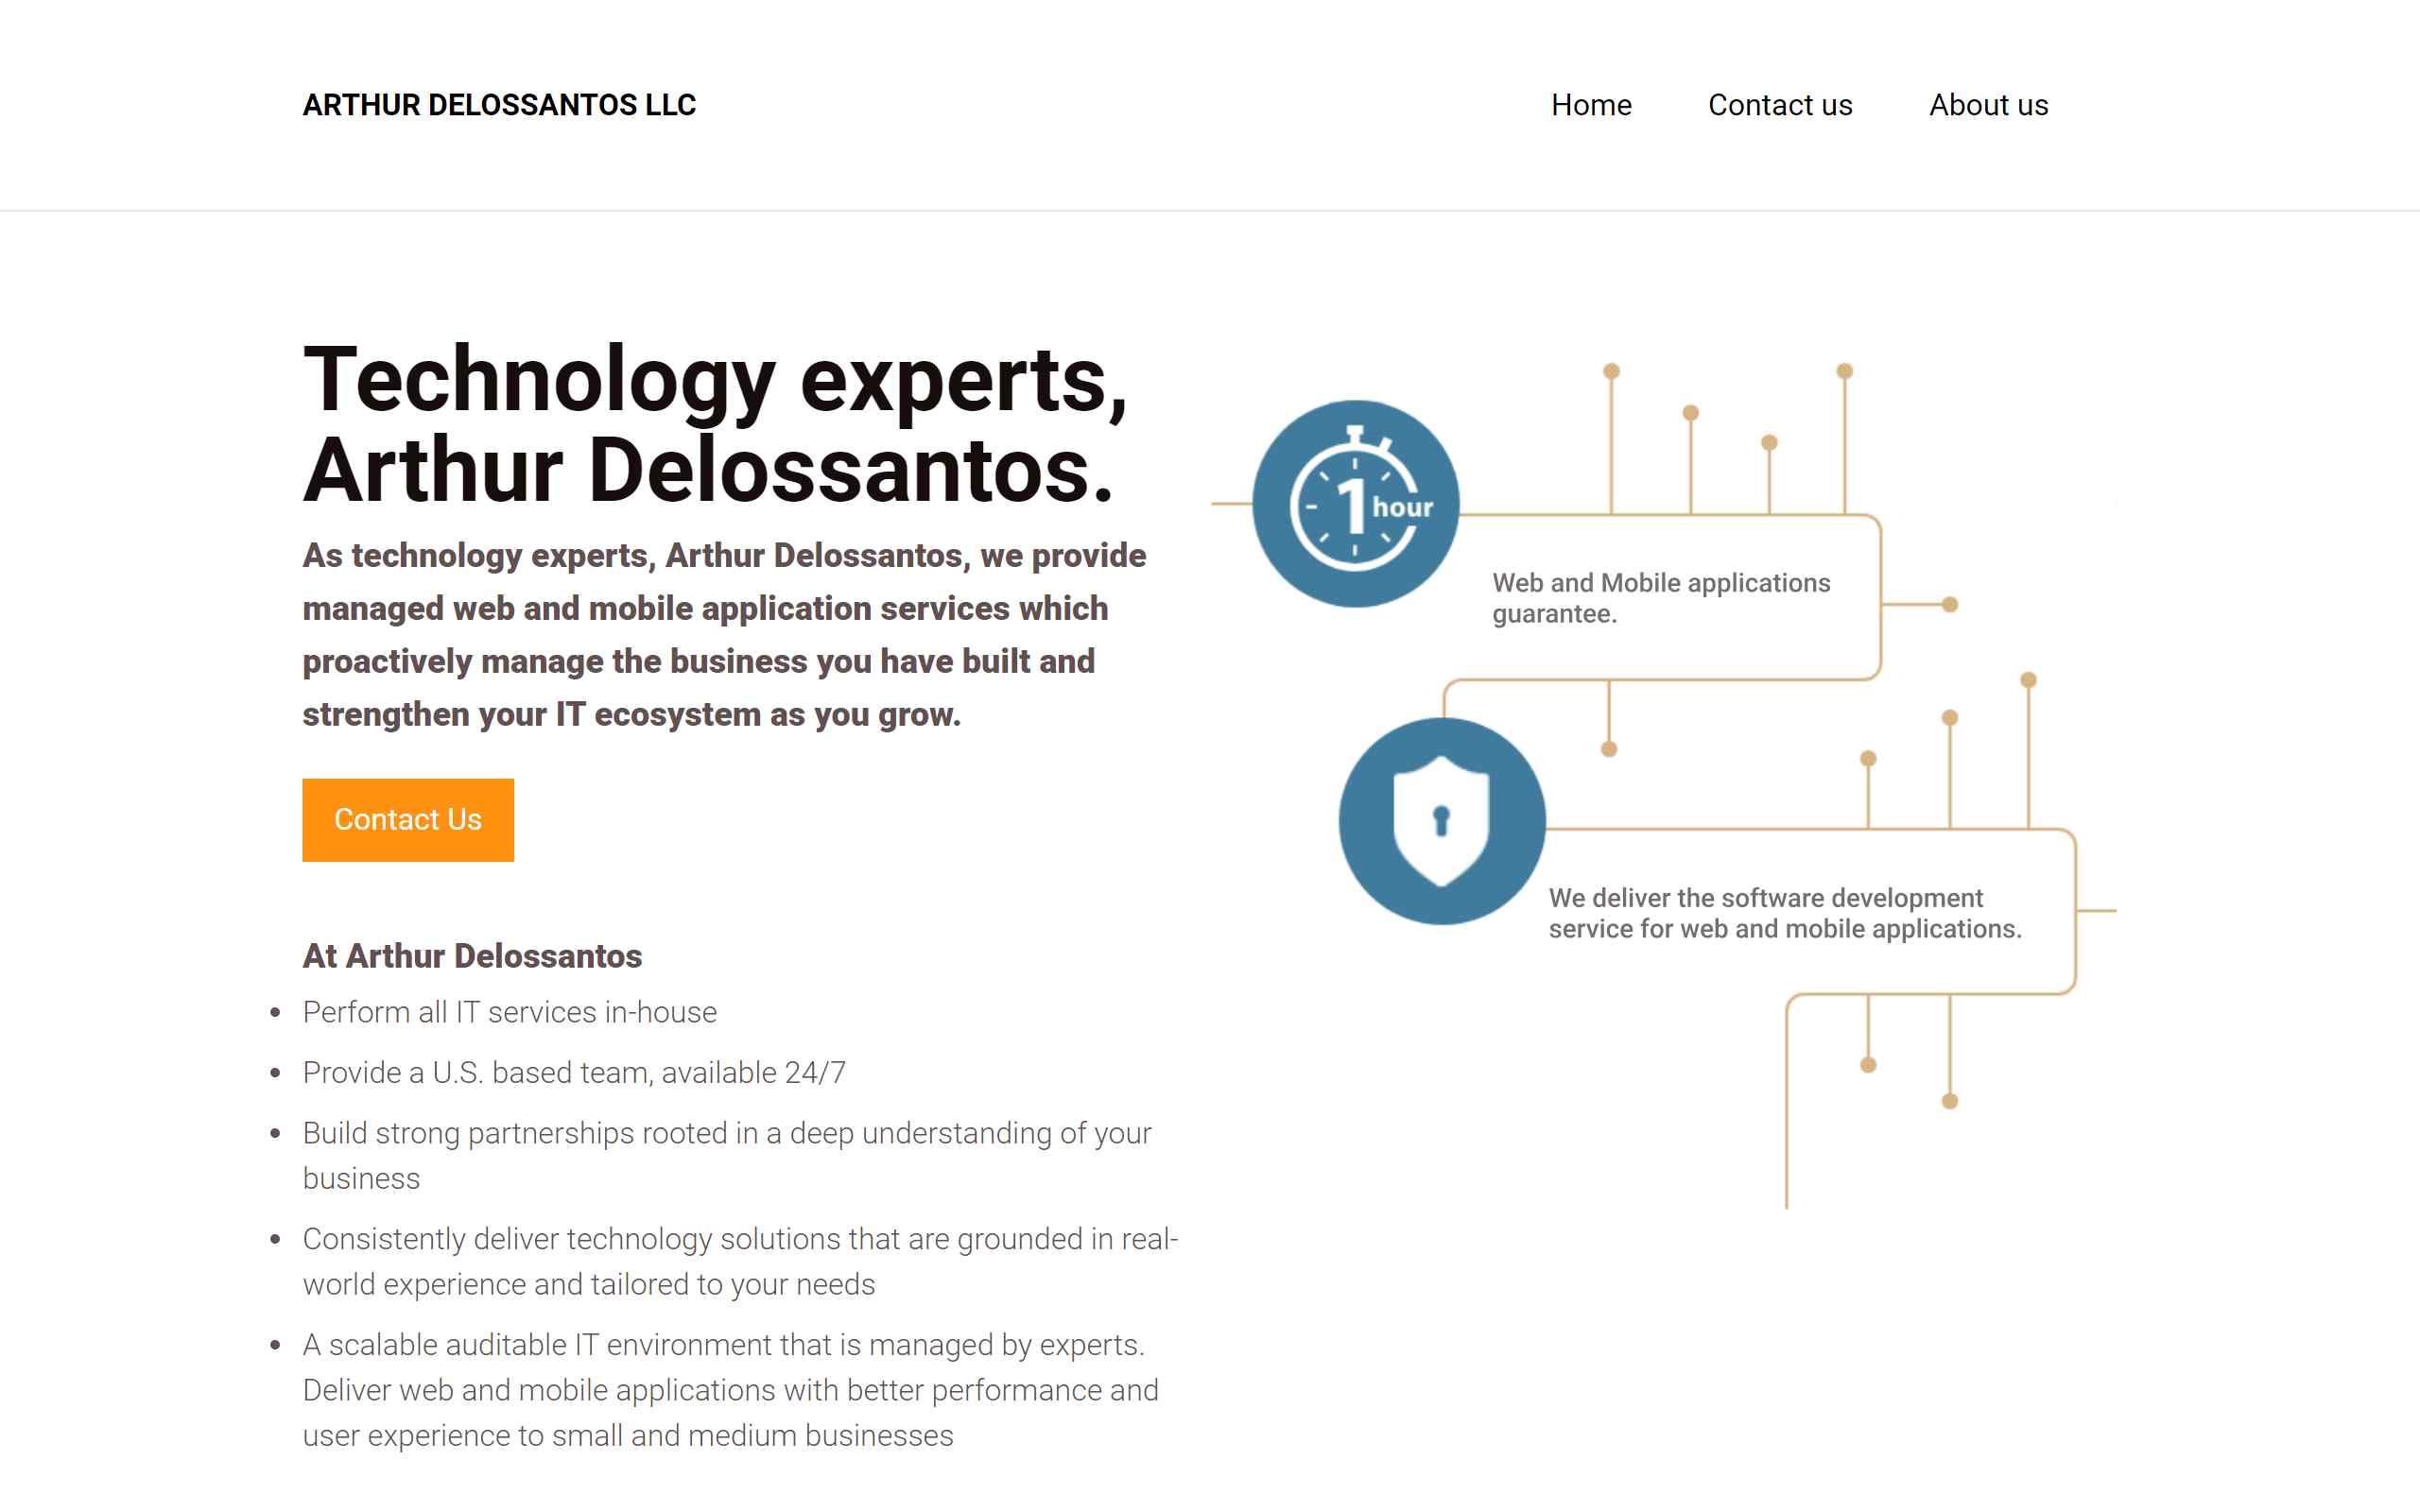 ARTHUR DELOSSANTOS LLC
Home
Contact us
About us
Technology experts,
Arthur Delossantos.
As technology experts, Arthur Delossantos, we provide
managed web and mobile application services which
proactively manage the business you have built and
strengthen your IT ecosystem as you grow.
Contact Us
At Arthur Delossantos
Perform all IT services in-house
Provide a U.S. based team, available 24/7
Build strong partnerships rooted in a deep understanding of your
business
Consistently deliver technology solutions that are grounded in real-
world experience and tailored to your needs
A scalable auditable IT environment that is managed by experts.
Deliver web and mobile applications with better performance and
user experience to small and medium businesses
1 hour
Web and Mobile applications
guarantee.
We deliver the software development
service for web and mobile applications.